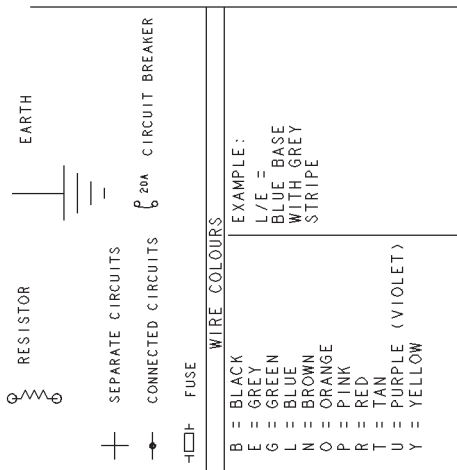 RESISTOR
EARTH
SEPARATE CIRCUITS
CONNECTED CIRCUITS
20A CIRCUIT BREAKER
FUSE
WIRE COLOURS
B = BLACK
E = GREY
G = GREEN
L = BLUE
N = BROWN
O = ORANGE
P = PINK
R = RED
T = TAN
U = PURPLE (VIOLET)
Y = YELLOW
EXAMPLE:
L/E =
BLUE BASE
WITH GREY
STRIPE